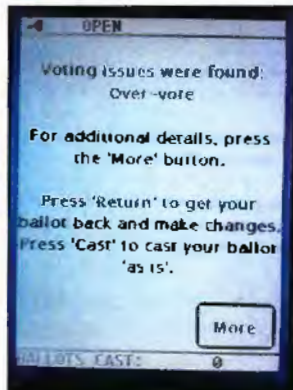 OPEN
Voting issues were found:
Over-vote
For additional details, press
the 'More' button.
Press 'Return' to get your
ballot back and make changes.
Press 'Cast' to cast your ballot
'as is'.
More
BALLOTS CAST: 0